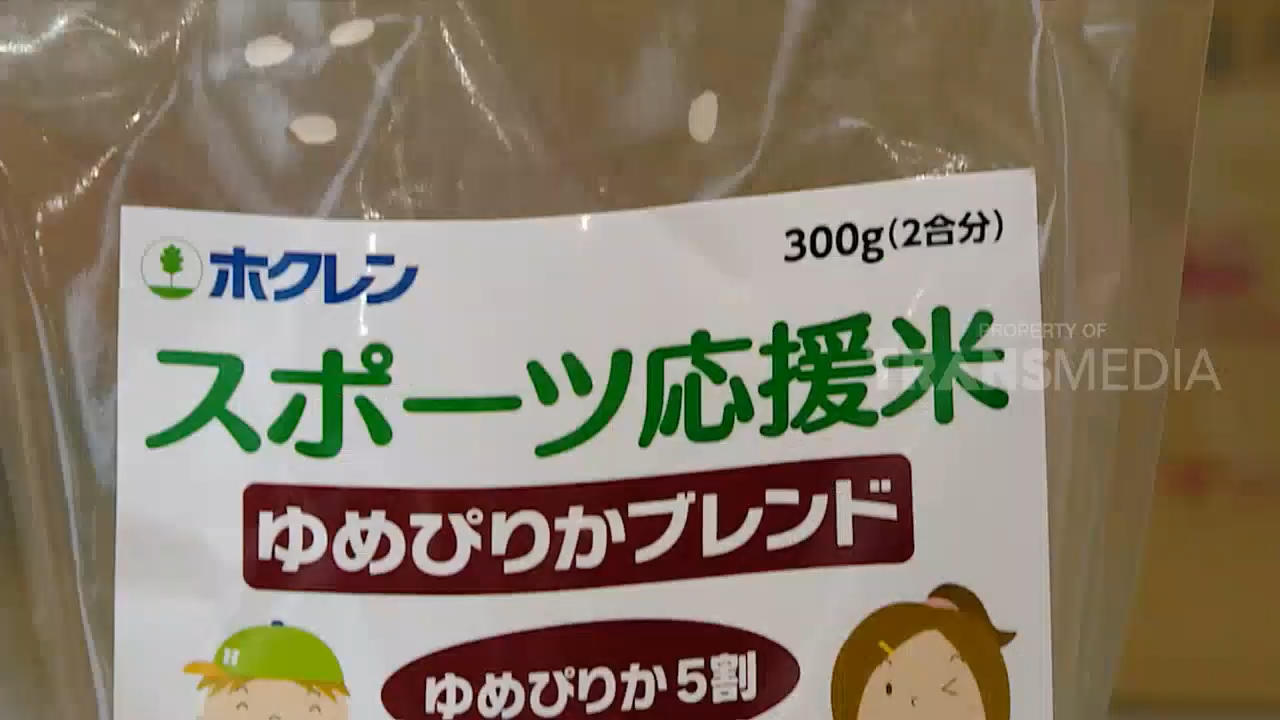 ホクレン
300g(2合分)
スポーツ応援米
PROPERTY OF
TRANSMEDIA
ゆめぴりかブレンド
ゆめぴりか5割